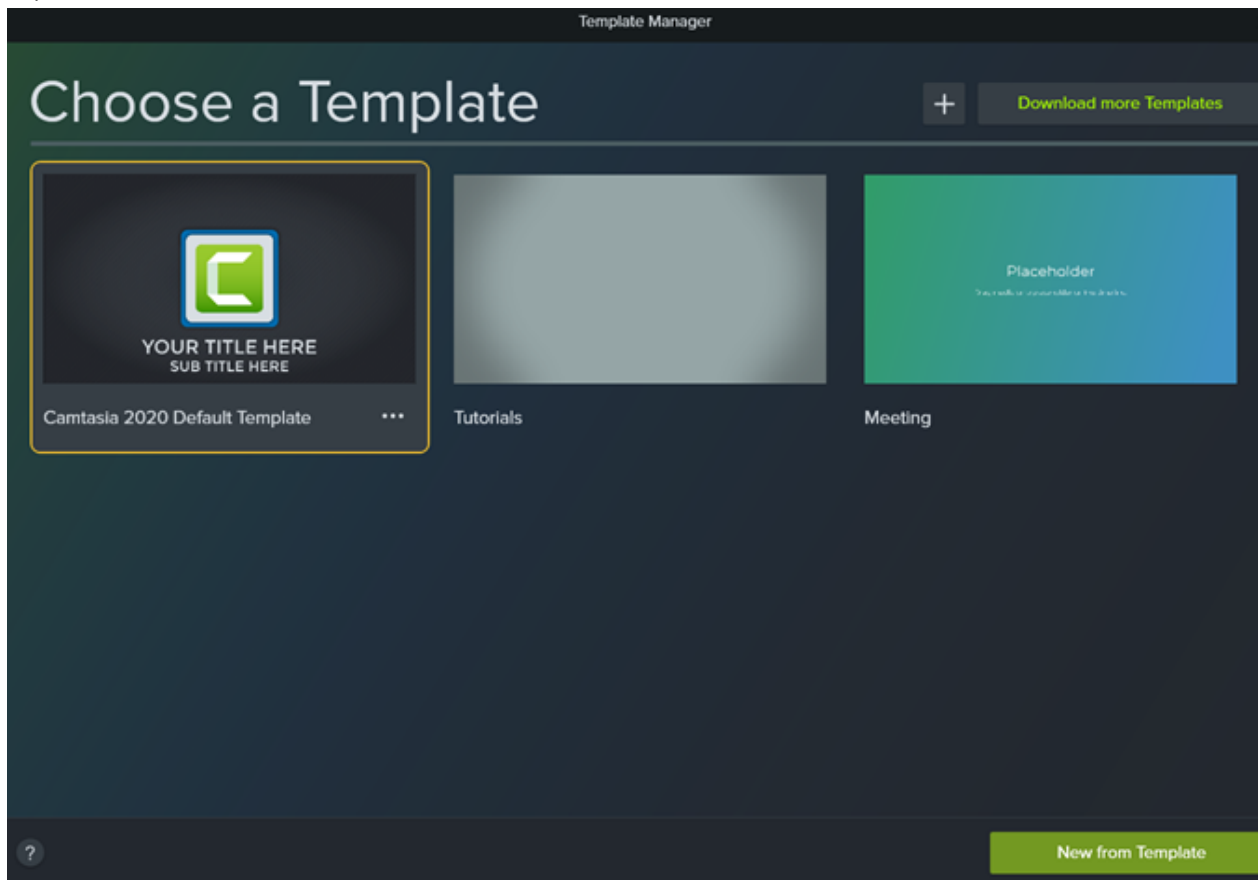 Template Manager
Choose a Template
+
Download more Templates
YOUR TITLE HERE
SUB TITLE HERE
Placeholder
Camtasia 2020 Default Template ...
Tutorials
Meeting
?
New from Template